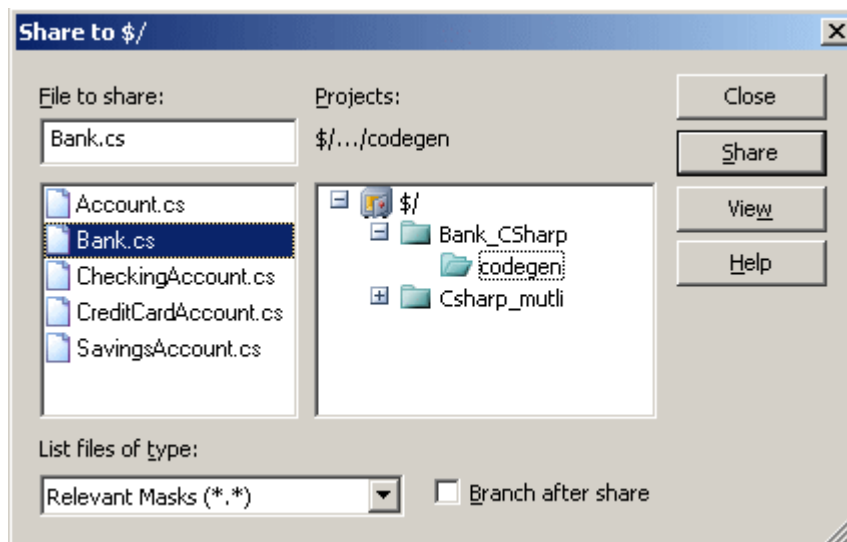 Share to $/
File to share:
Projects:
Close
Bank.cs
$/.../codegen
Share
Account.cs
Bank.cs
CheckingAccount.cs
CreditCardAccount.cs
SavingsAccount.cs
$/
Bank_CSharp
codegen
Csharp_mutli
View
Help
List files of type:
Relevant Masks (*.*)
Branch after share